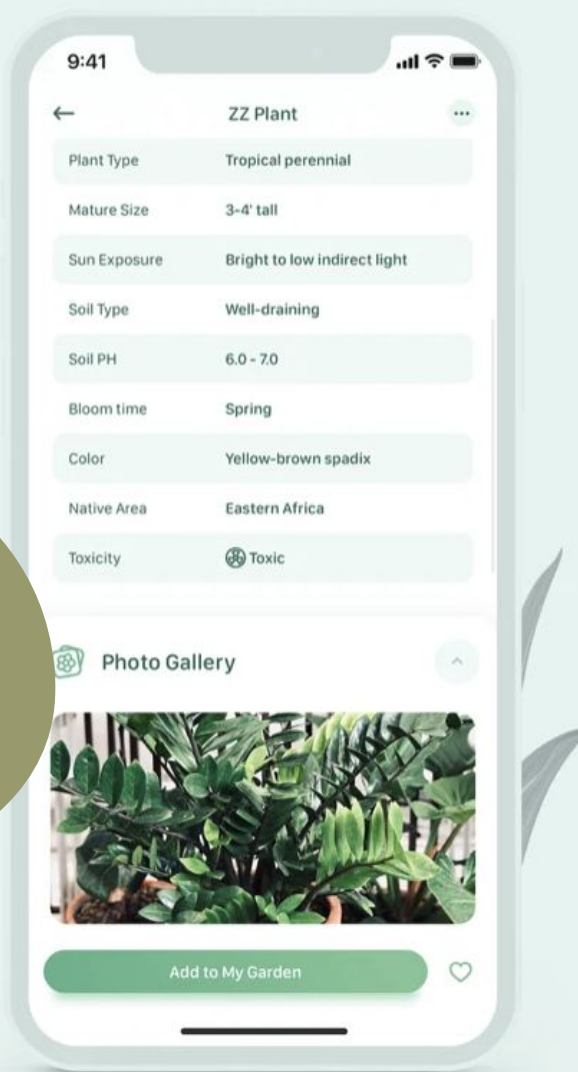 9:41
ZZ Plant
Plant Type Tropical perennial
Mature Size 3-4' tall
Sun Exposure Bright to low indirect light
Soil Type Well-draining
Soil PH 6.0 - 7.0
Bloom time Spring
Color Yellow-brown spadix
Native Area Eastern Africa
Toxicity Toxic
Photo Gallery
Add to My Garden